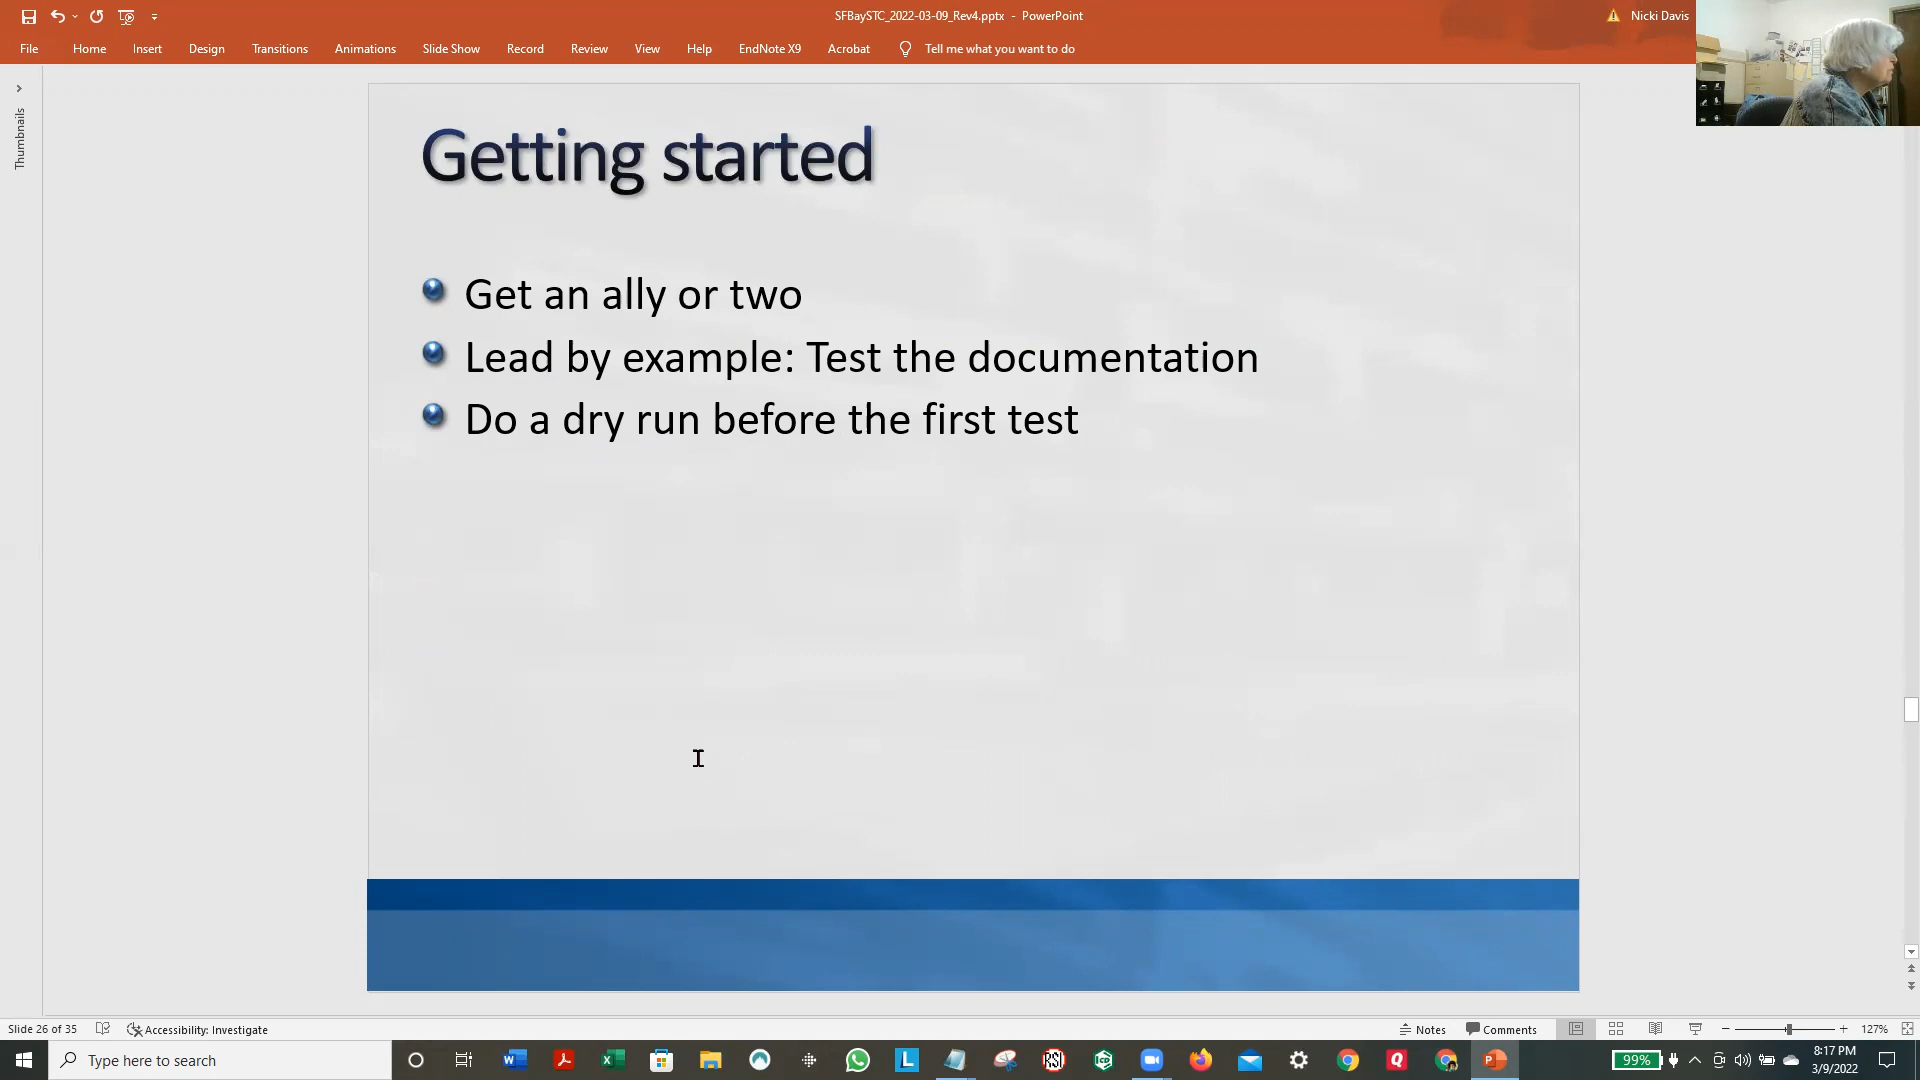 SFBaySTC_2022-03-09_Rev4.pptx - PowerPoint
Nicki Davis
File Home Insert Design Transitions Animations Slide Show Record Review View Help EndNote X9 Acrobat Tell me what you want to do
Thumbnails
Getting started
Get an ally or two
Lead by example: Test the documentation
Do a dry run before the first test
Slide 26 of 35 Accessibility: Investigate Notes Comments 127%
Type here to search
99%
8:17 PM
3/9/2022